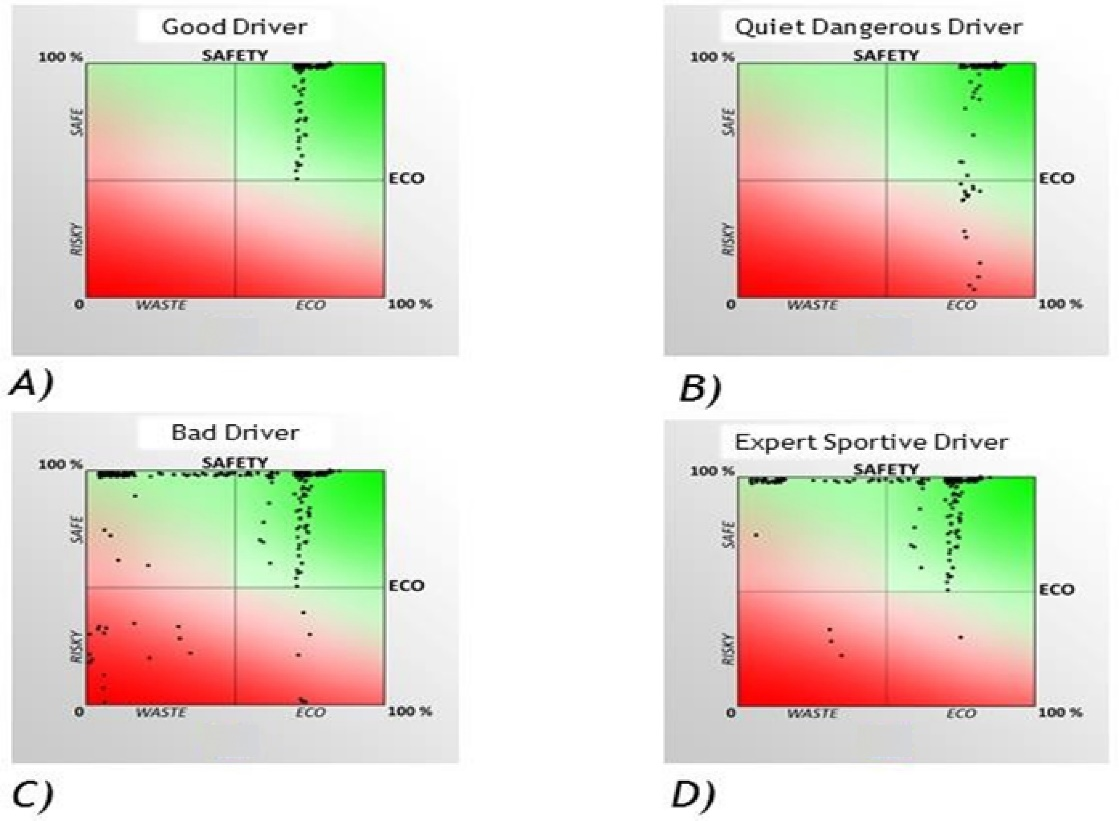 Good Driver
SAFETY
100 %
SAFE
ECO
RISKY
0
WASTE
ECO
100 %
A)
Quiet Dangerous Driver
SAFETY
100 %
SAFE
ECO
RISKY
0
WASTE
ECO
100 %
B)
Bad Driver
SAFETY
100 %
SAFE
ECO
RISKY
0
WASTE
ECO
100 %
C)
Expert Sportive Driver
SAFETY
100 %
SAFE
ECO
RISKY
0
WASTE
ECO
100 %
D)